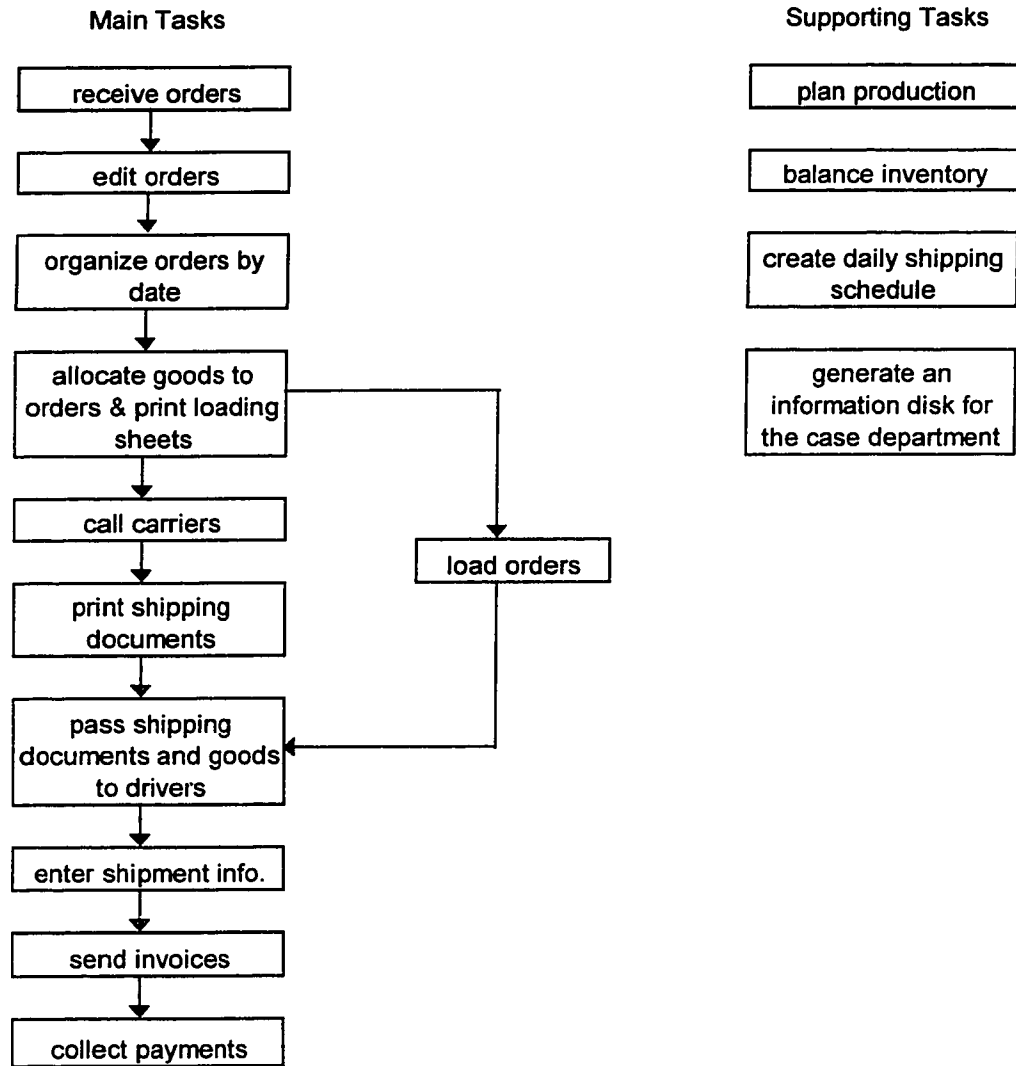 Main Tasks
receive orders
edit orders
organize orders by
date
allocate goods to
orders & print loading
sheets
call carriers
load orders
print shipping
documents
pass shipping
documents and goods
to drivers
enter shipment info.
send invoices
collect payments
Supporting Tasks
plan production
balance inventory
create daily shipping
schedule
generate an
information disk for
the case department